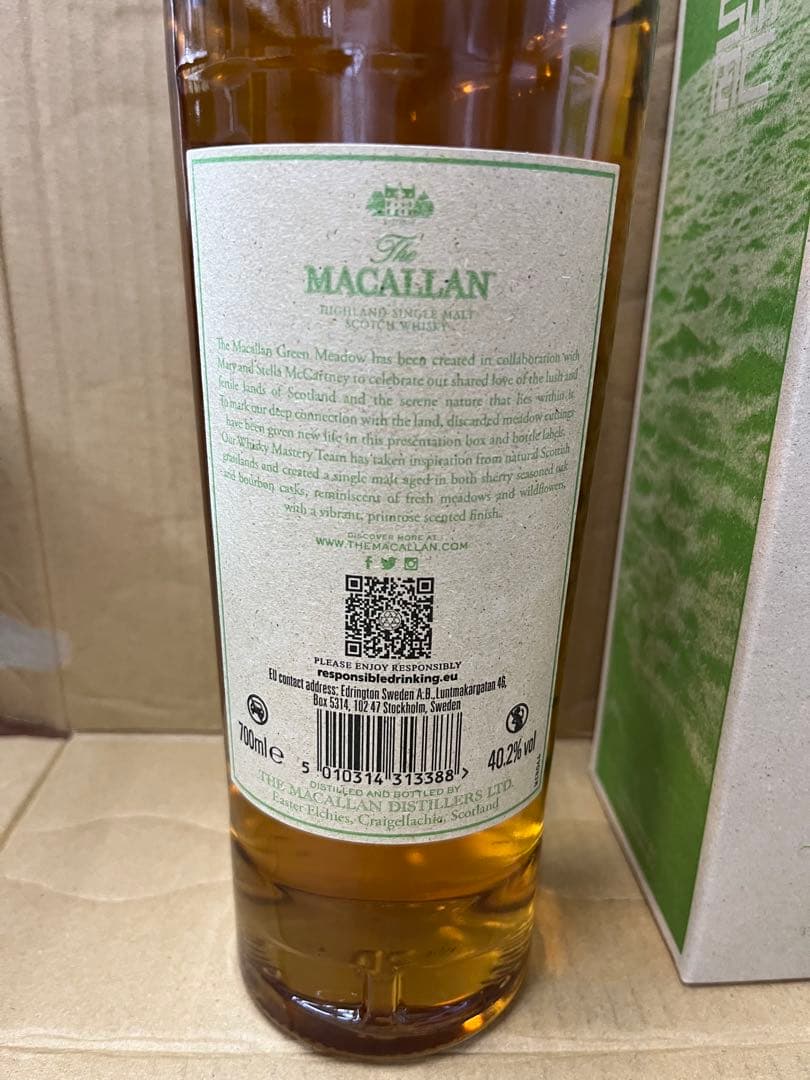 The
MACALLAN
HIGHLAND SINGLE MALT
SCOTCH WHISKY
The Macallan Green Meadow has been created in collaboration with
Mary and Stella McCartney to celebrate our shared love of the lush and
fertile lands of Scotland and the serene nature that lies within it.
To mark our deep connection with the land, discarded meadow cuttings
have been given new life in this presentation box and bottle labels.
Our Whisky Mastery Team has taken inspiration from natural Scottish
grasslands and created a single malt aged in both sherry seasoned oak
and bourbon casks, reminiscent of fresh meadows and wildflowers,
with a vibrant, primrose scented finish.
DISCOVER MORE AT
WWW.THEMACALLAN.COM
PLEASE ENJOY RESPONSIBLY
responsibledrinking.eu
EU contact address: Edrington Sweden A.B., Luntmakargatan 46,
Box 5314, 102 47 Stockholm, Sweden
700ml e
40.2% vol
5 010314 313388 >
DISTILLED AND BOTTLED BY
THE MACALLAN DISTILLERS LTD.
Easter Elchies, Craigellachie, Scotland